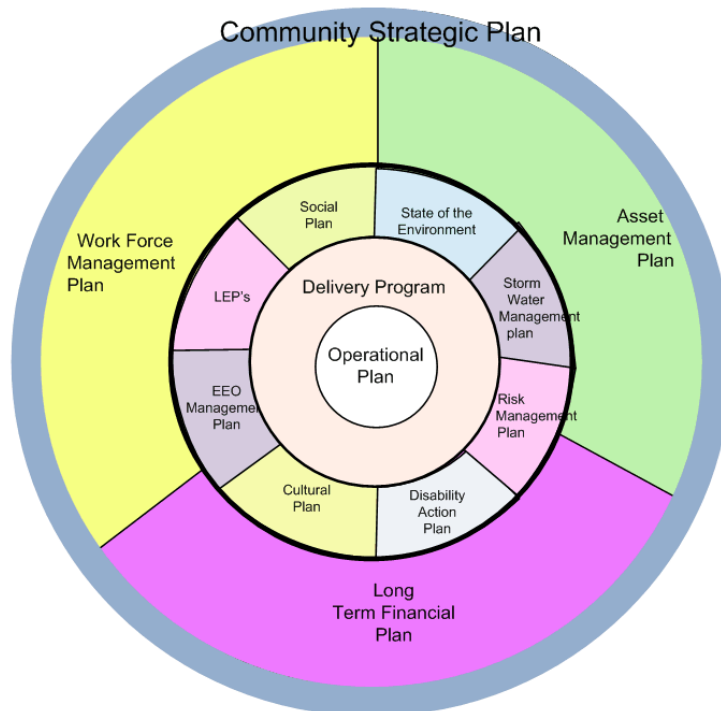 Community Strategic Plan
Work Force
Management
Plan
Asset
Management
Plan
Social
Plan
State of the
Environment
LEP's
Storm
Water
Management
plan
Delivery Program
Operational
Plan
EEO
Managemen
Plan
Risk
Management
Plan
Cultural
Plan
Disability
Action
Plan
Long
Term Financial
Plan